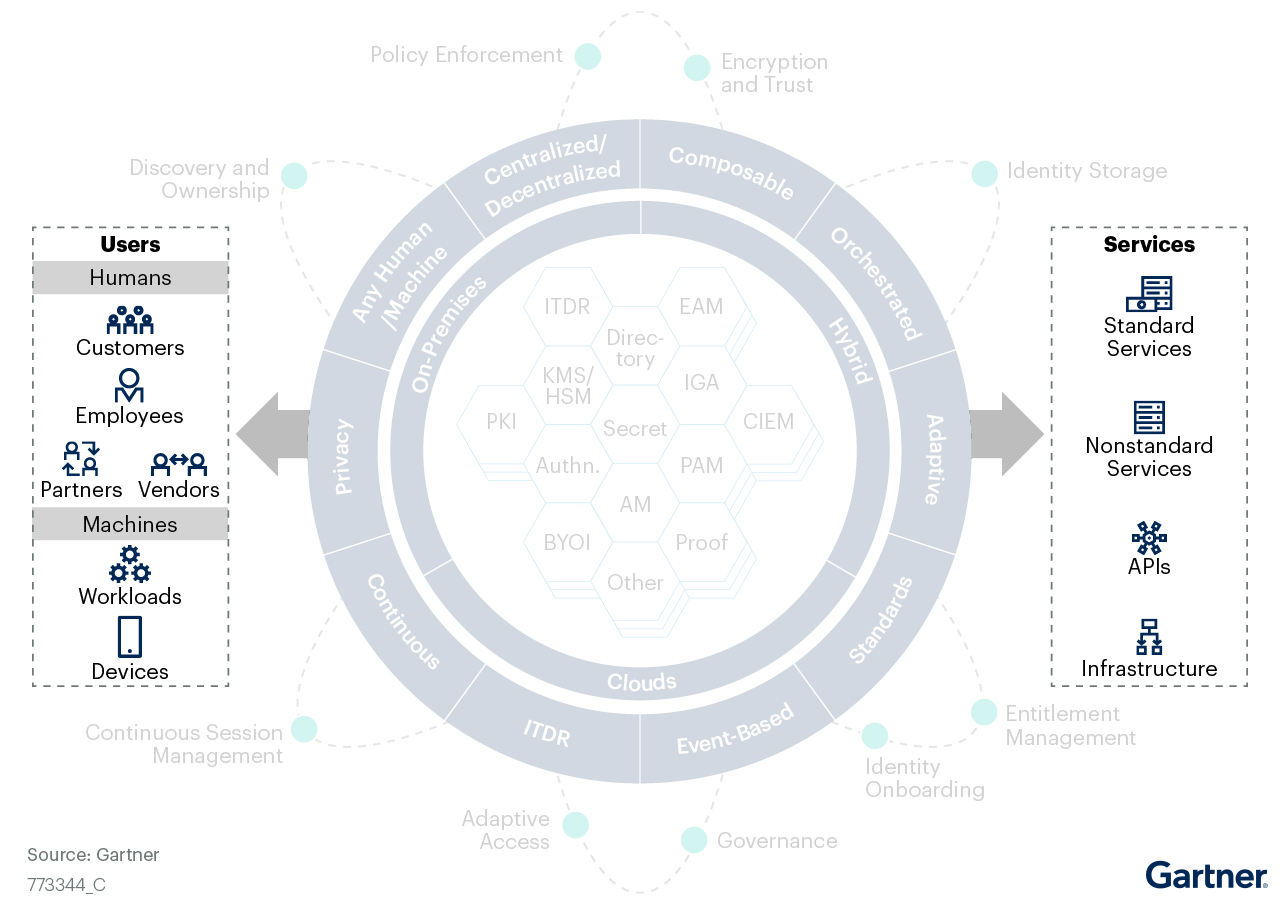 Policy Enforcement
Encryption
and Trust
Discovery and
Ownership
Identity Storage
Centralized/
Decentralized
Composable
Any Human
/Machine
Orchestrated
Privacy
Adaptive
Continuous
Standards
ITDR
Event-Based
On-Premises
Hybrid
Clouds
ITDR
EAM
Direc-
tory
KMS/
HSM
IGA
PKI
Secret
CIEM
Authn.
PAM
AM
BYOI
Proof
Other
Users
Humans
Customers
Employees
Partners
Vendors
Machines
Workloads
Devices
Services
Standard
Services
Nonstandard
Services
APIs
Infrastructure
Continuous Session
Management
Entitlement
Management
Identity
Onboarding
Adaptive
Access
Governance
Source: Gartner
773344_C
Gartner®